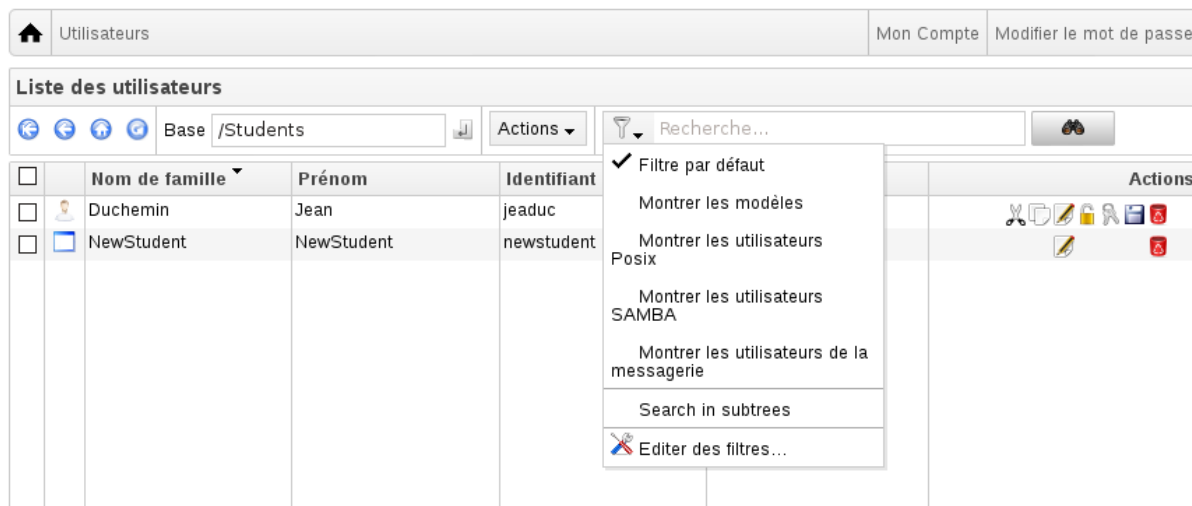 Utilisateurs Mon Compte Modifier le mot de passe
Liste des utilisateurs
Base /Students Actions Recherche...
Nom de famille Prénom Identifiant Actions
Duchemin Jean jeaduc
NewStudent NewStudent newstudent
Filtre par défaut
Montrer les modèles
Montrer les utilisateurs
Posix
Montrer les utilisateurs
SAMBA
Montrer les utilisateurs de la
messagerie
Search in subtrees
Editer des filtres...